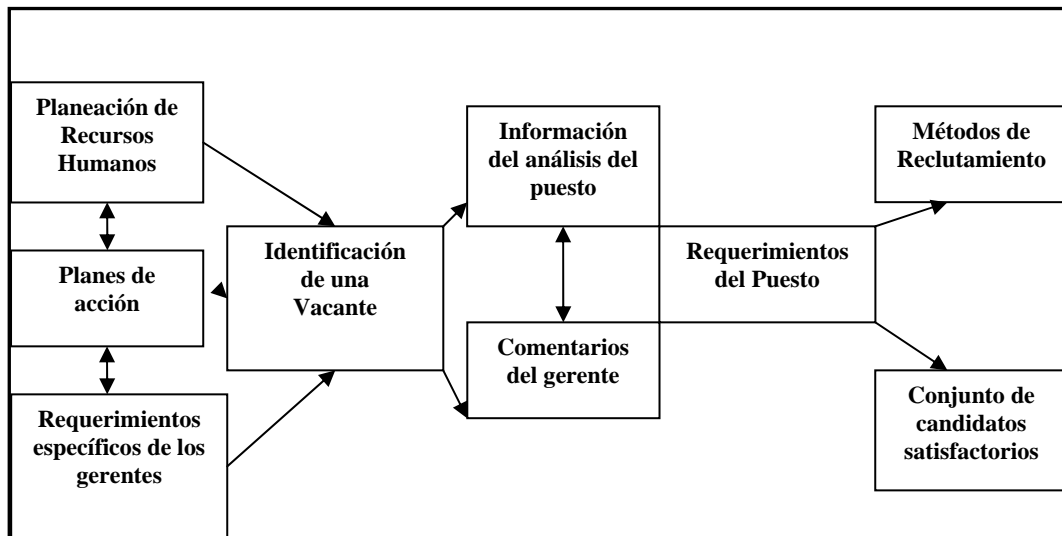 Planeación de
Recursos
Humanos
Planes de
acción
Requerimientos
específicos de los
gerentes
Identificación
de una
Vacante
Información
del análisis del
puesto
Comentarios
del gerente
Requerimientos
del Puesto
Métodos de
Reclutamiento
Conjunto de
candidatos
satisfactorios